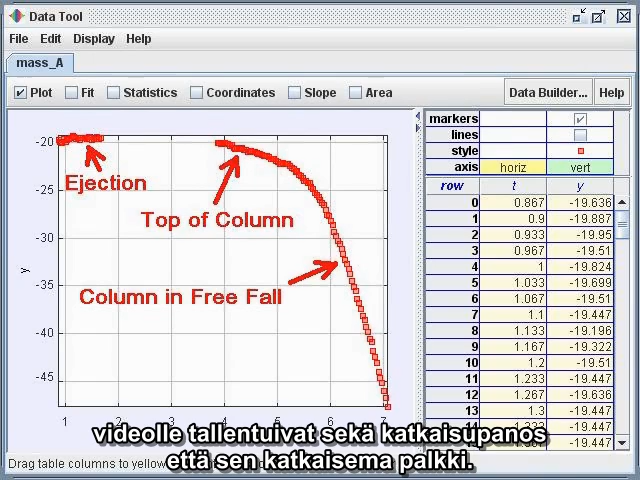 Data Tool
File Edit Display Help
mass_A
Plot Fit Statistics Coordinates Slope Area Data Builder... Help
-20
-25
-30
-35
-40
-45
y
1 2 3 4 5 6 7
Ejection
Top of Column
Column in Free Fall
markers
lines
style
axis horiz vert
row t y
0 0.867 -19.636
1 0.9 -19.887
2 0.933 -19.95
3 0.967 -19.51
4 1 -19.824
5 1.033 -19.699
6 1.067 -19.51
7 1.1 -19.447
8 1.133 -19.196
9 1.167 -19.322
10 1.2 -19.51
11 1.233 -19.447
12 1.267 -19.636
13 1.3 -19.447
videolle tallentuivat sekä katkaisupanos
että sen katkaisema palkki.
Drag table columns to yellow